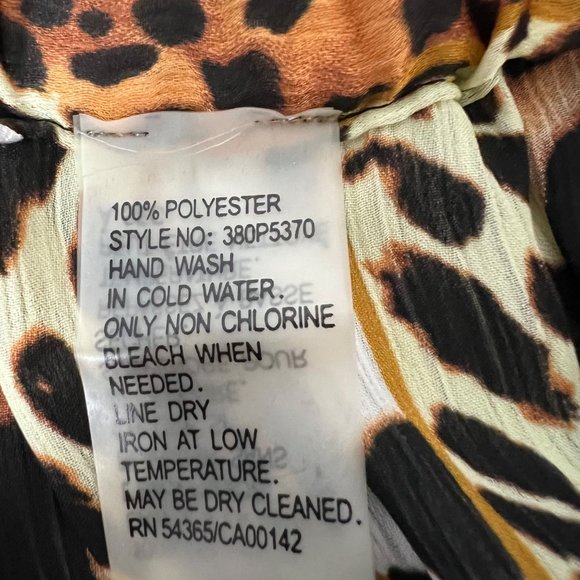 100% POLYESTER
STYLE NO: 380P5370
HAND WASH
IN COLD WATER.
ONLY NON CHLORINE
BLEACH WHEN
NEEDED.
LINE DRY
IRON AT LOW
TEMPERATURE.
MAY BE DRY CLEANED.
RN 54365/CA00142